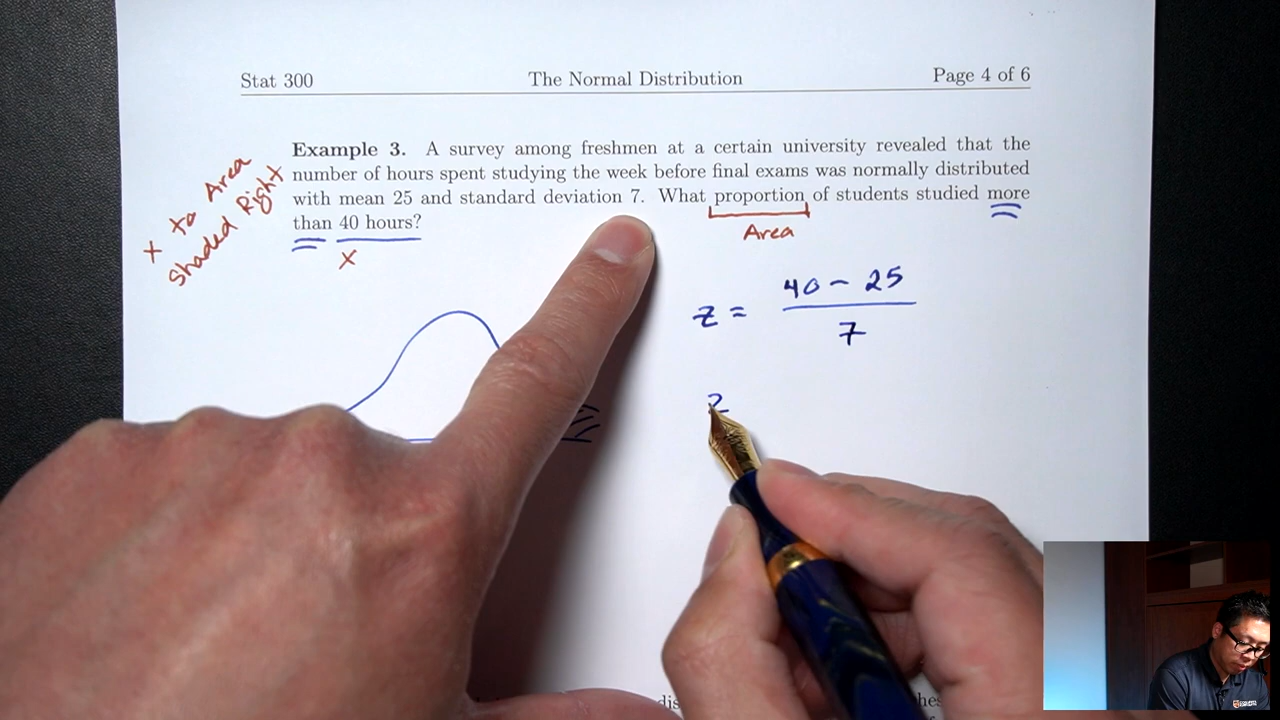 Stat 300 The Normal Distribution Page 4 of 6
Example 3. A survey among freshmen at a certain university revealed that the
number of hours spent studying the week before final exams was normally distributed
with mean 25 and standard deviation 7. What proportion of students studied more
than 40 hours?
x to Area
Shaded Right
x
Area
z = 40 - 25
7